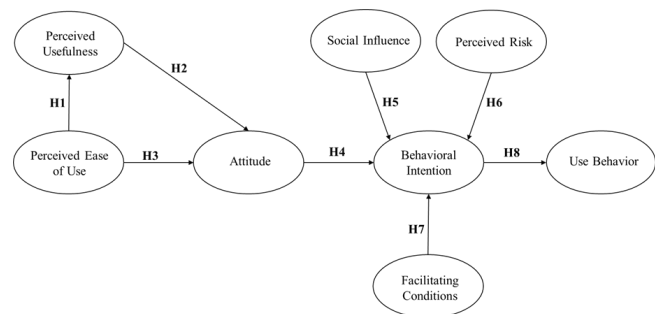 Perceived
Usefulness
Social Influence
Perceived Risk
H2
H1
H5
H6
Perceived Ease
of Use
H3
Attitude
H4
Behavioral
Intention
H8
Use Behavior
H7
Facilitating
Conditions